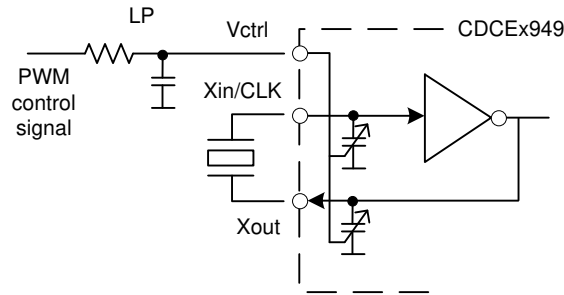 LP
Vctrl
CDCEx949
PWM
control
signal
Xin/CLK
Xout